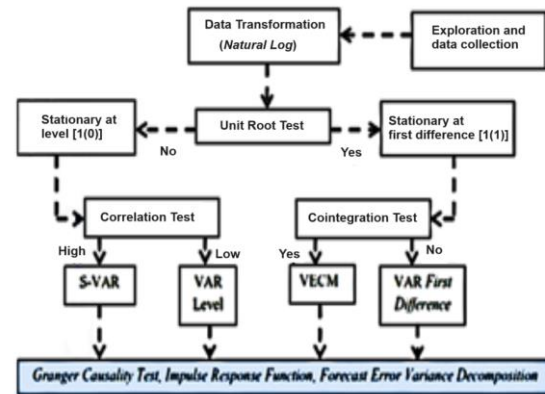 Data Transformation
(Natural Log)
Exploration and
data collection
Stationary at
level [1(0)]
Unit Root Test
Stationary at
first difference [1(1)]
No
Yes
Correlation Test
Cointegration Test
High
Low
Yes
No
S-VAR
VAR
Level
VECM
VAR First
Difference
Granger Causality Test, Impulse Response Function, Forecast Error Variance Decomposition